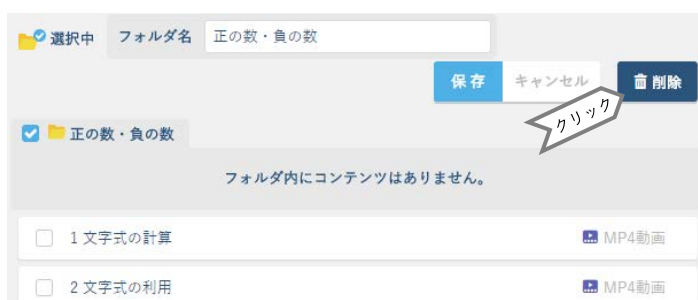 選択中 フォルダ名 正の数・負の数
保存 キャンセル 削除
クリック
正の数・負の数
フォルダ内にコンテンツはありません。
1 文字式の計算 MP4動画
2 文字式の利用 MP4動画